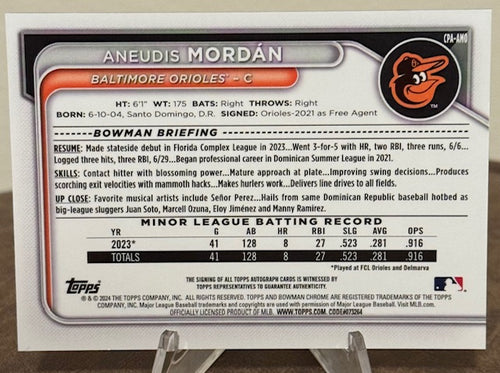 CPA-AMO
ANEUDIS MORDÁN
BALTIMORE ORIOLES® – C
HT: 6'1" WT: 175 BATS: Right THROWS: Right
BORN: 6-10-04, Santo Domingo, D.R. SIGNED: Orioles-2021 as Free Agent
BOWMAN BRIEFING
RESUME: Made stateside debut in Florida Complex League in 2023...Went 3-for-5 with HR, two RBI, three runs, 6/6...
Logged three hits, three RBI, 6/29...Began professional career in Dominican Summer League in 2021.
SKILLS: Contact hitter with blossoming power...Mature approach at plate...Improving swing decisions...Produces
scorching exit velocities with mammoth hacks...Makes hurlers work...Delivers line drives to all fields.
UP CLOSE: Favorite musical artists include Señor Perez...Hails from same Dominican Republic baseball hotbed as
big-league sluggers Juan Soto, Marcell Ozuna, Eloy Jiménez and Manny Ramirez.
MINOR LEAGUE BATTING RECORD
YR G AB HR RBI SLG AVG OPS
2023* 41 128 8 27 .523 .281 .916
TOTALS 41 128 8 27 .523 .281 .916
*Played at FCL Orioles and Delmarva
Topps
THE SIGNING OF ALL TOPPS AUTOGRAPH CARDS IS WITNESSED BY
TOPPS REPRESENTATIVES TO GUARANTEE AUTHENTICITY.
® & © 2024 THE TOPPS COMPANY, INC. ALL RIGHTS RESERVED. TOPPS AND BOWMAN CHROME ARE REGISTERED TRADEMARKS OF THE TOPPS
COMPANY, INC. Major League Baseball trademarks and copyrights are used with permission of Major League Baseball. Visit MLB.com.
OFFICIALLY LICENSED PRODUCT OF MLB. WWW.TOPPS.COM. CODE#073264